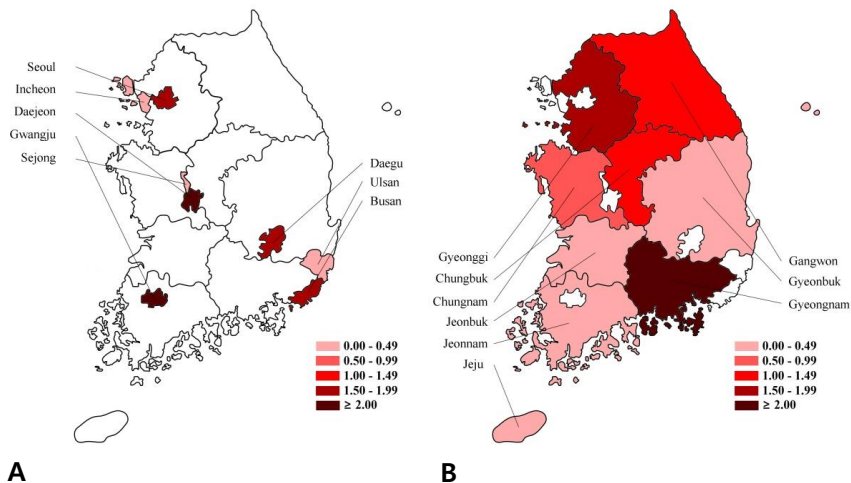 Seoul
Incheon
Daejeon
Gwangju
Sejong
Daegu
Ulsan
Busan
0.00 - 0.49
0.50 - 0.99
1.00 - 1.49
1.50 - 1.99
≥ 2.00
A
Gyeonggi
Chungbuk
Chungnam
Jeonbuk
Jeonnam
Jeju
Gangwon
Gyeonbuk
Gyeongnam
0.00 - 0.49
0.50 - 0.99
1.00 - 1.49
1.50 - 1.99
≥ 2.00
B